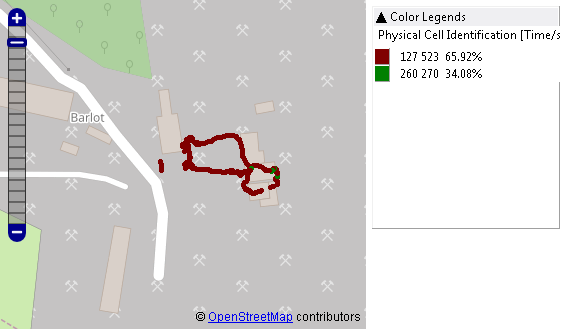 Barlot
© OpenStreetMap contributors
▲ Color Legends
Physical Cell Identification [Time/s
127 523 65.92%
260 270 34.08%